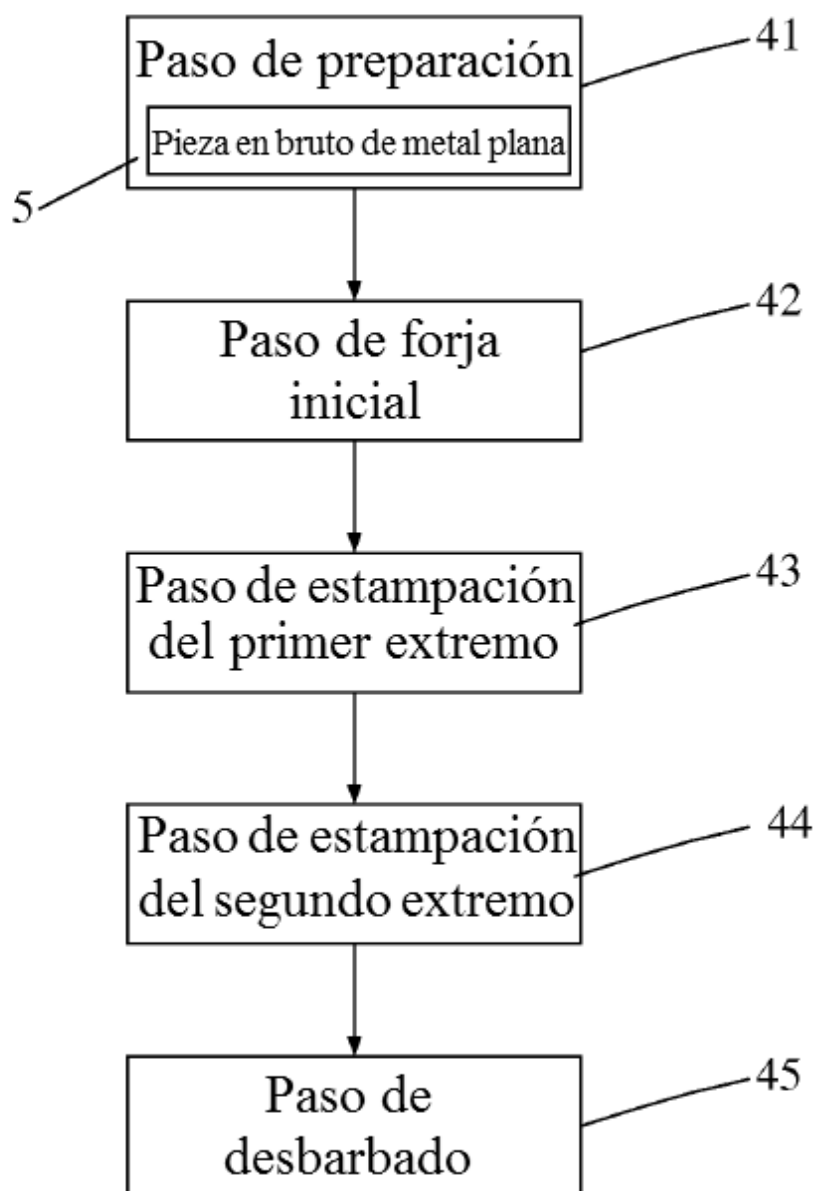 Paso de preparación
41
Pieza en bruto de metal plana
5
Paso de forja
inicial
42
Paso de estampación
del primer extremo
43
Paso de estampación
del segundo extremo
44
Paso de
desbarbado
45